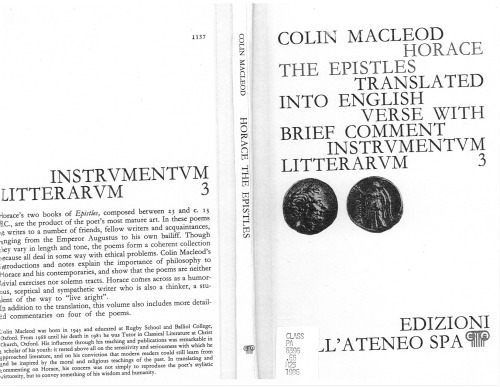 1337
INSTRVMENTVM
LITTERARVM 3
Horace's two books of Epistles, composed between 23 and c. 15
B.C., are the product of the poet's most mature art. In these poems
he writes to a number of friends, fellow writers and acquaintances,
ranging from the Emperor Augustus to his own bailiff. Though
they vary in length and tone, the poems form a coherent collection
because all deal in some way with ethical problems. Colin Macleod's
introductions and notes explain the importance of philosophy to
Horace and his contemporaries, and show that the poems are neither
trivial exercises nor solemn tracts. Horace comes across as a humor-
ous, sceptical and sympathetic writer who is also a thinker, a stu-
dent of the way to "live aright".
In addition to the translation, this volume also includes more detail-
ed commentaries on four of the poems.
Colin Macleod was born in 1943 and educated at Rugby School and Balliol College,
Oxford. From 1968 until his death in 1981 he was Tutor in Classical Literature at Christ
Church, Oxford. His influence through his teaching and publications was remarkable in
a scholar of his youth: it rested above all on the sensitivity and seriousness with which he
approached literature, and on his conviction that modern readers could still learn from
and be inspired by the moral and religious teachings of the past. In translating and
commenting on Horace, his concern was not simply to reproduce the poet's stylistic
virtuosity, but to convey something of his wisdom and humanity.
COLIN MACLEOD
HORACE THE EPISTLES
COLIN MACLEOD
HORACE
THE EPISTLES
TRANSLATED
INTO ENGLISH
VERSE WITH
BRIEF COMMENT
INSTRVMENTVM
LITTERARVM 3
CLASS
PA
6395
1986
EDIZIONI
LL'ATENEO SPA